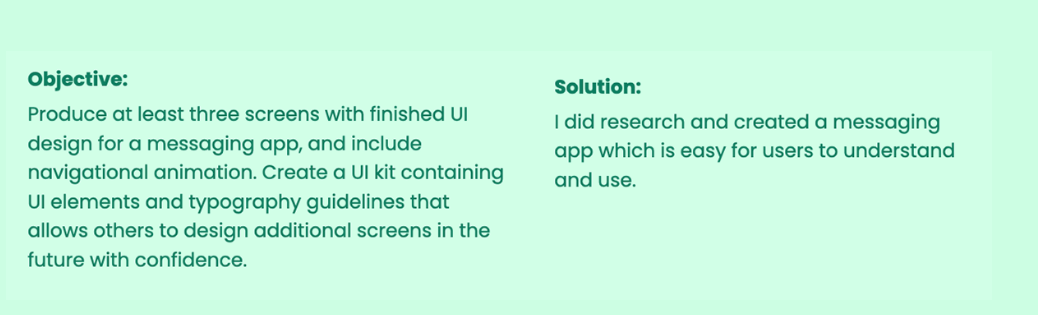 Objective:
Produce at least three screens with finished UI
design for a messaging app, and include
navigational animation. Create a UI kit containing
UI elements and typography guidelines that
allows others to design additional screens in the
future with confidence.
Solution:
I did research and created a messaging
app which is easy for users to understand
and use.